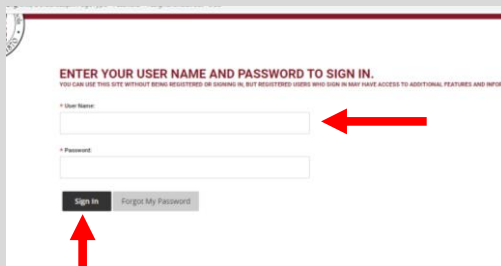 ENTER YOUR USER NAME AND PASSWORD TO SIGN IN.
YOU CAN USE THIS SITE WITHOUT BEING REGISTERED OR SIGNING IN, BUT REGISTERED USERS WHO SIGN IN MAY HAVE ACCESS TO ADDITIONAL FEATURES AND
* User Name:
* Password:
Sign In Forgot My Password